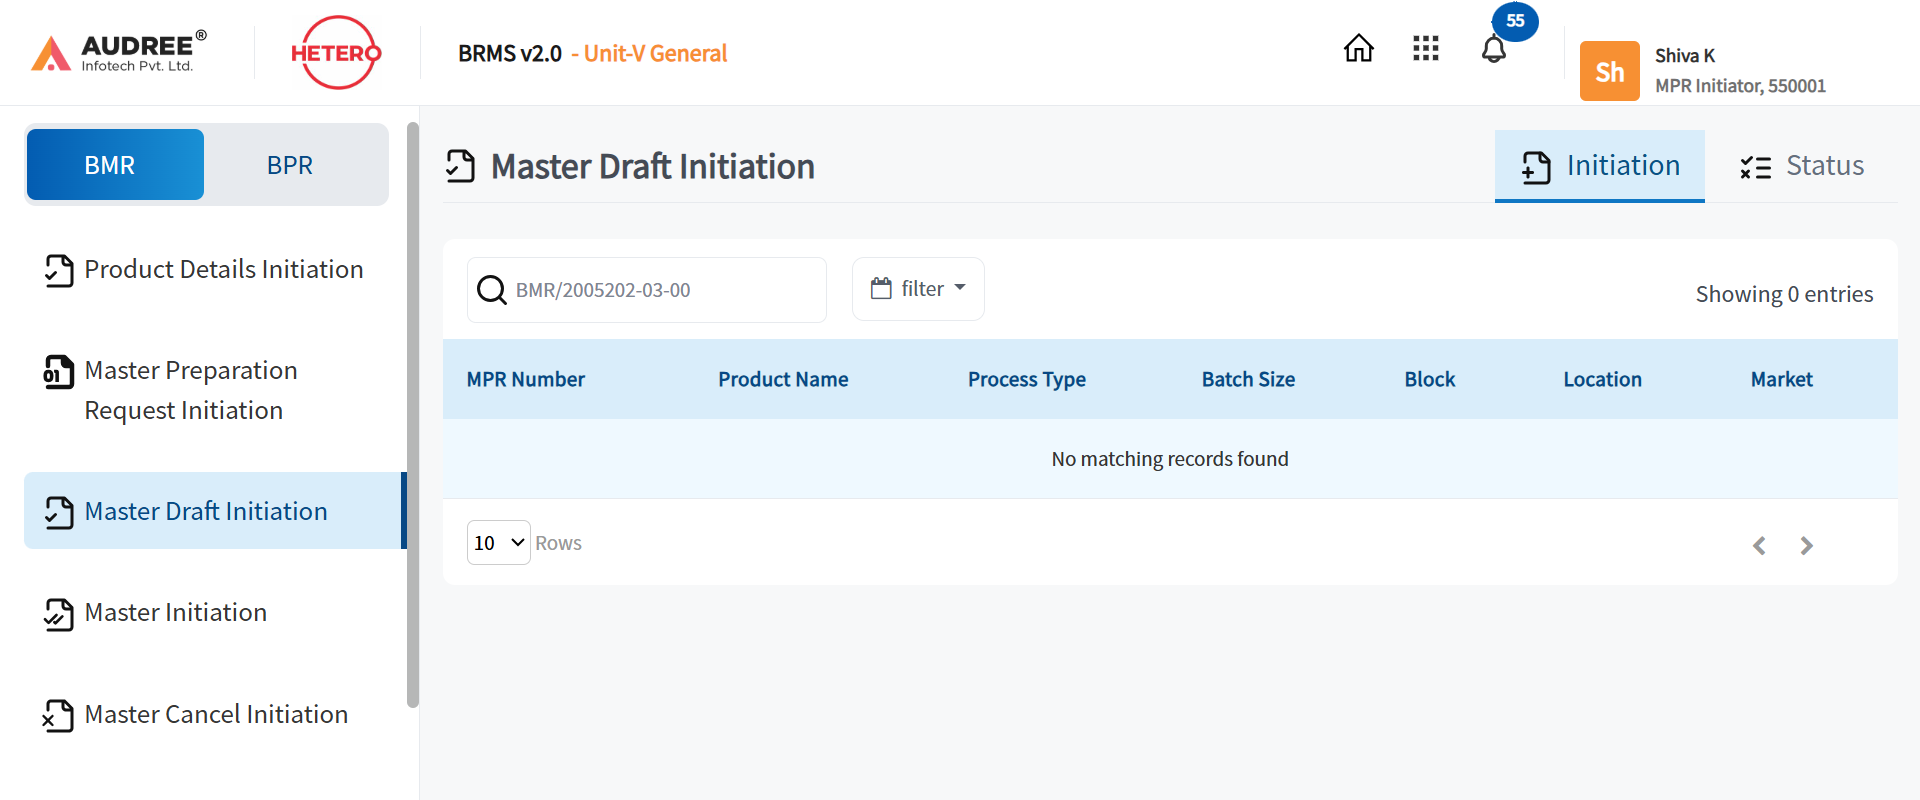 AUDREE®
Infotech Pvt. Ltd.
HETERO
BRMS v2.0 - Unit-V General
55
Sh
Shiva K
MPR Initiator, 550001
BMR
BPR
Product Details Initiation
01
Master Preparation
Request Initiation
Master Draft Initiation
Master Initiation
Master Cancel Initiation
Master Draft Initiation
Initiation
Status
BMR/2005202-03-00
filter
Showing 0 entries
MPR Number Product Name Process Type Batch Size Block Location Market
No matching records found
10 Rows